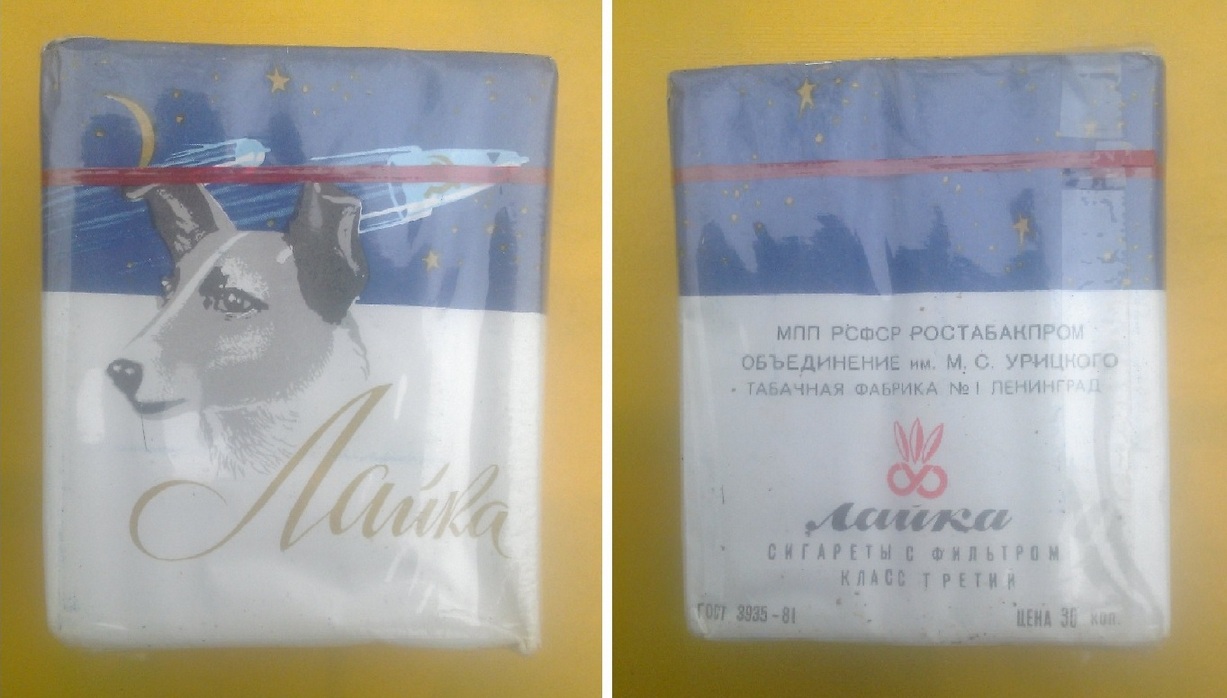 Лайка
МПП РСФСР РОСТАБАКПРОМ
ОБЪЕДИНЕНИЕ им. М. С. УРИЦКОГО
ТАБАЧНАЯ ФАБРИКА №1 ЛЕНИНГРАД
Лайка
СИГАРЕТЫ С ФИЛЬТРОМ
КЛАСС ТРЕТИЙ
ГОСТ 3935-81 ЦЕНА 30 коп.